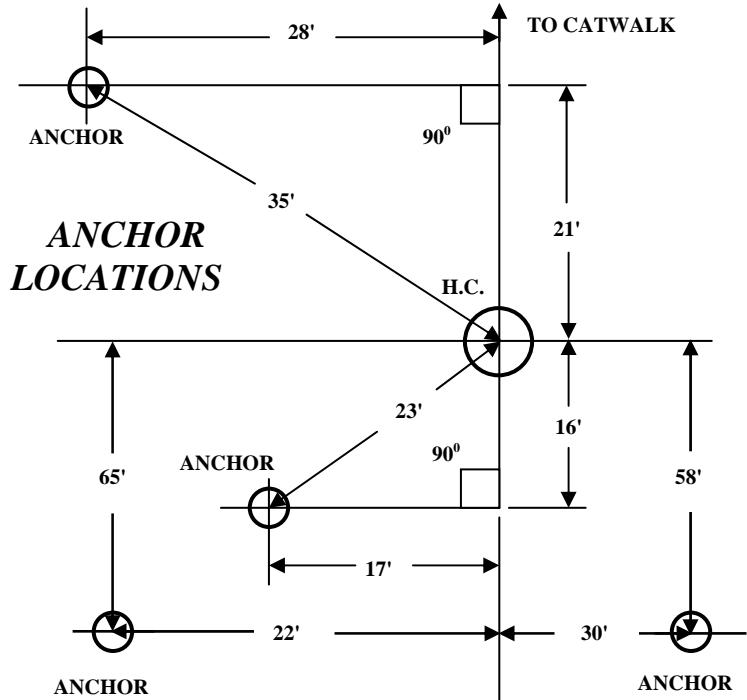 TO CATWALK
28'
ANCHOR
90⁰
35'
21'
ANCHOR
LOCATIONS
H.C.
23'
16'
ANCHOR
90⁰
65'
58'
17'
22'
30'
ANCHOR
ANCHOR